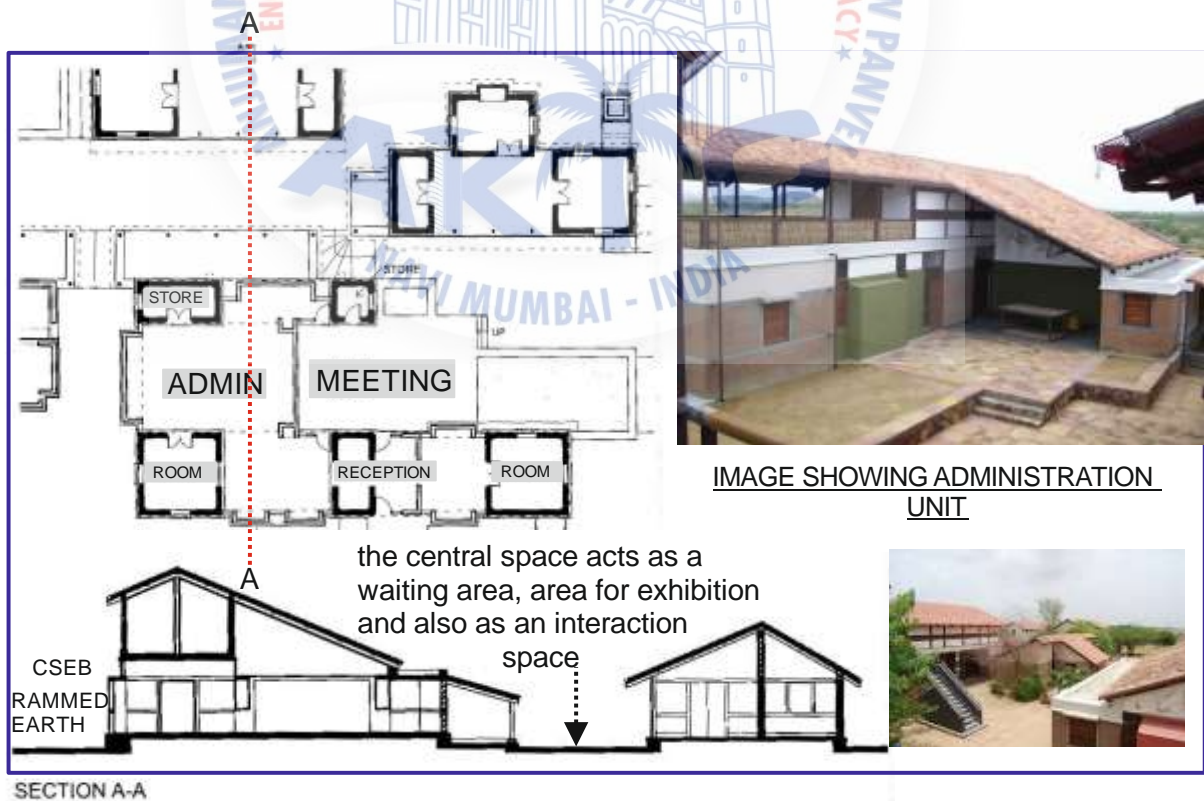 A
STORE
STORE
UP
ADMIN
MEETING
ROOM
RECEPTION
ROOM
A
IMAGE SHOWING ADMINISTRATION
UNIT
the central space acts as a
waiting area, area for exhibition
and also as an interaction
space
CSEB
RAMMED
EARTH
SECTION A-A
AKTC
NAVI MUMBAI - INDIA